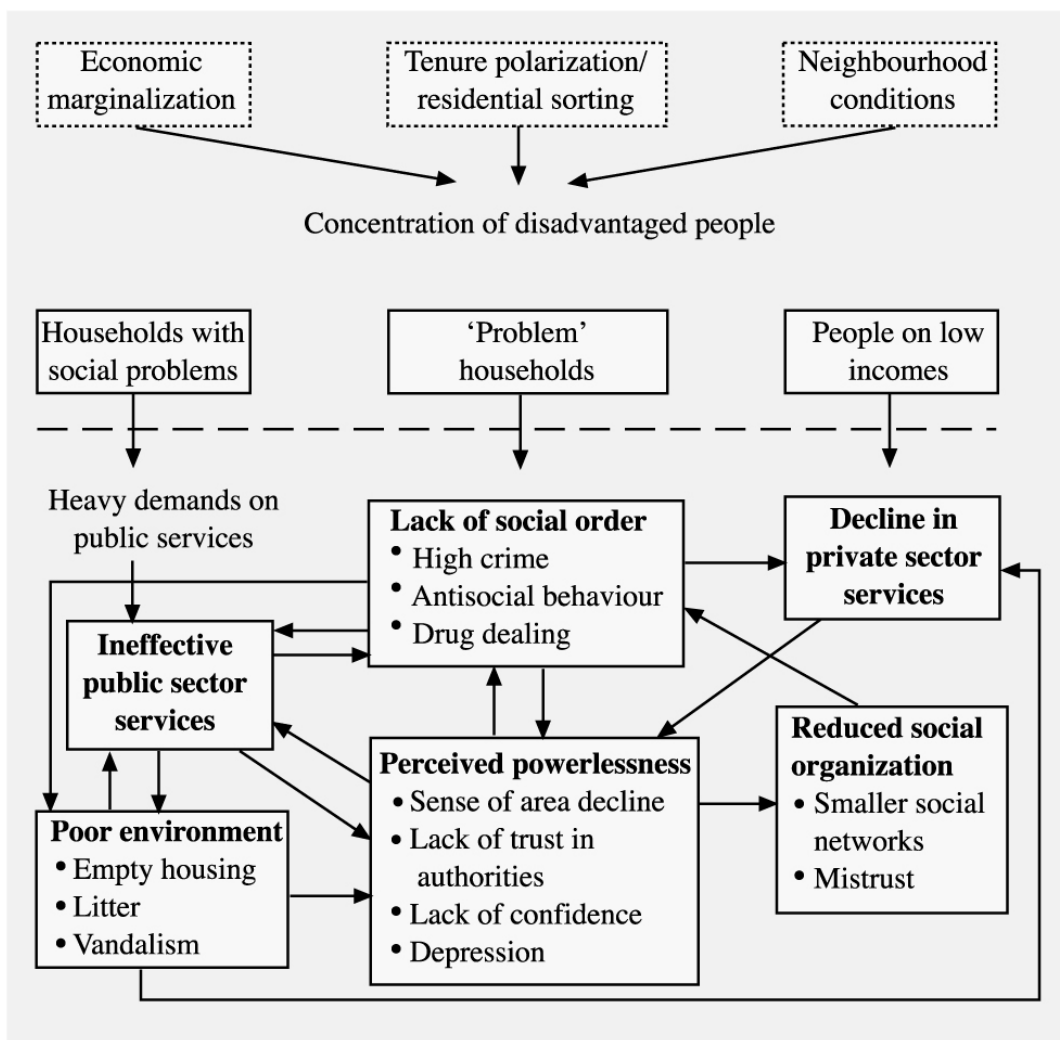 Economic
marginalization
Tenure polarization/
residential sorting
Neighbourhood
conditions
Concentration of disadvantaged people
Households with
social problems
‘Problem’
households
People on low
incomes
Heavy demands on
public services
Lack of social order
• High crime
• Antisocial behaviour
• Drug dealing
Decline in
private sector
services
Ineffective
public sector
services
Perceived powerlessness
• Sense of area decline
• Lack of trust in
authorities
• Lack of confidence
• Depression
Reduced social
organization
• Smaller social
networks
• Mistrust
Poor environment
• Empty housing
• Litter
• Vandalism